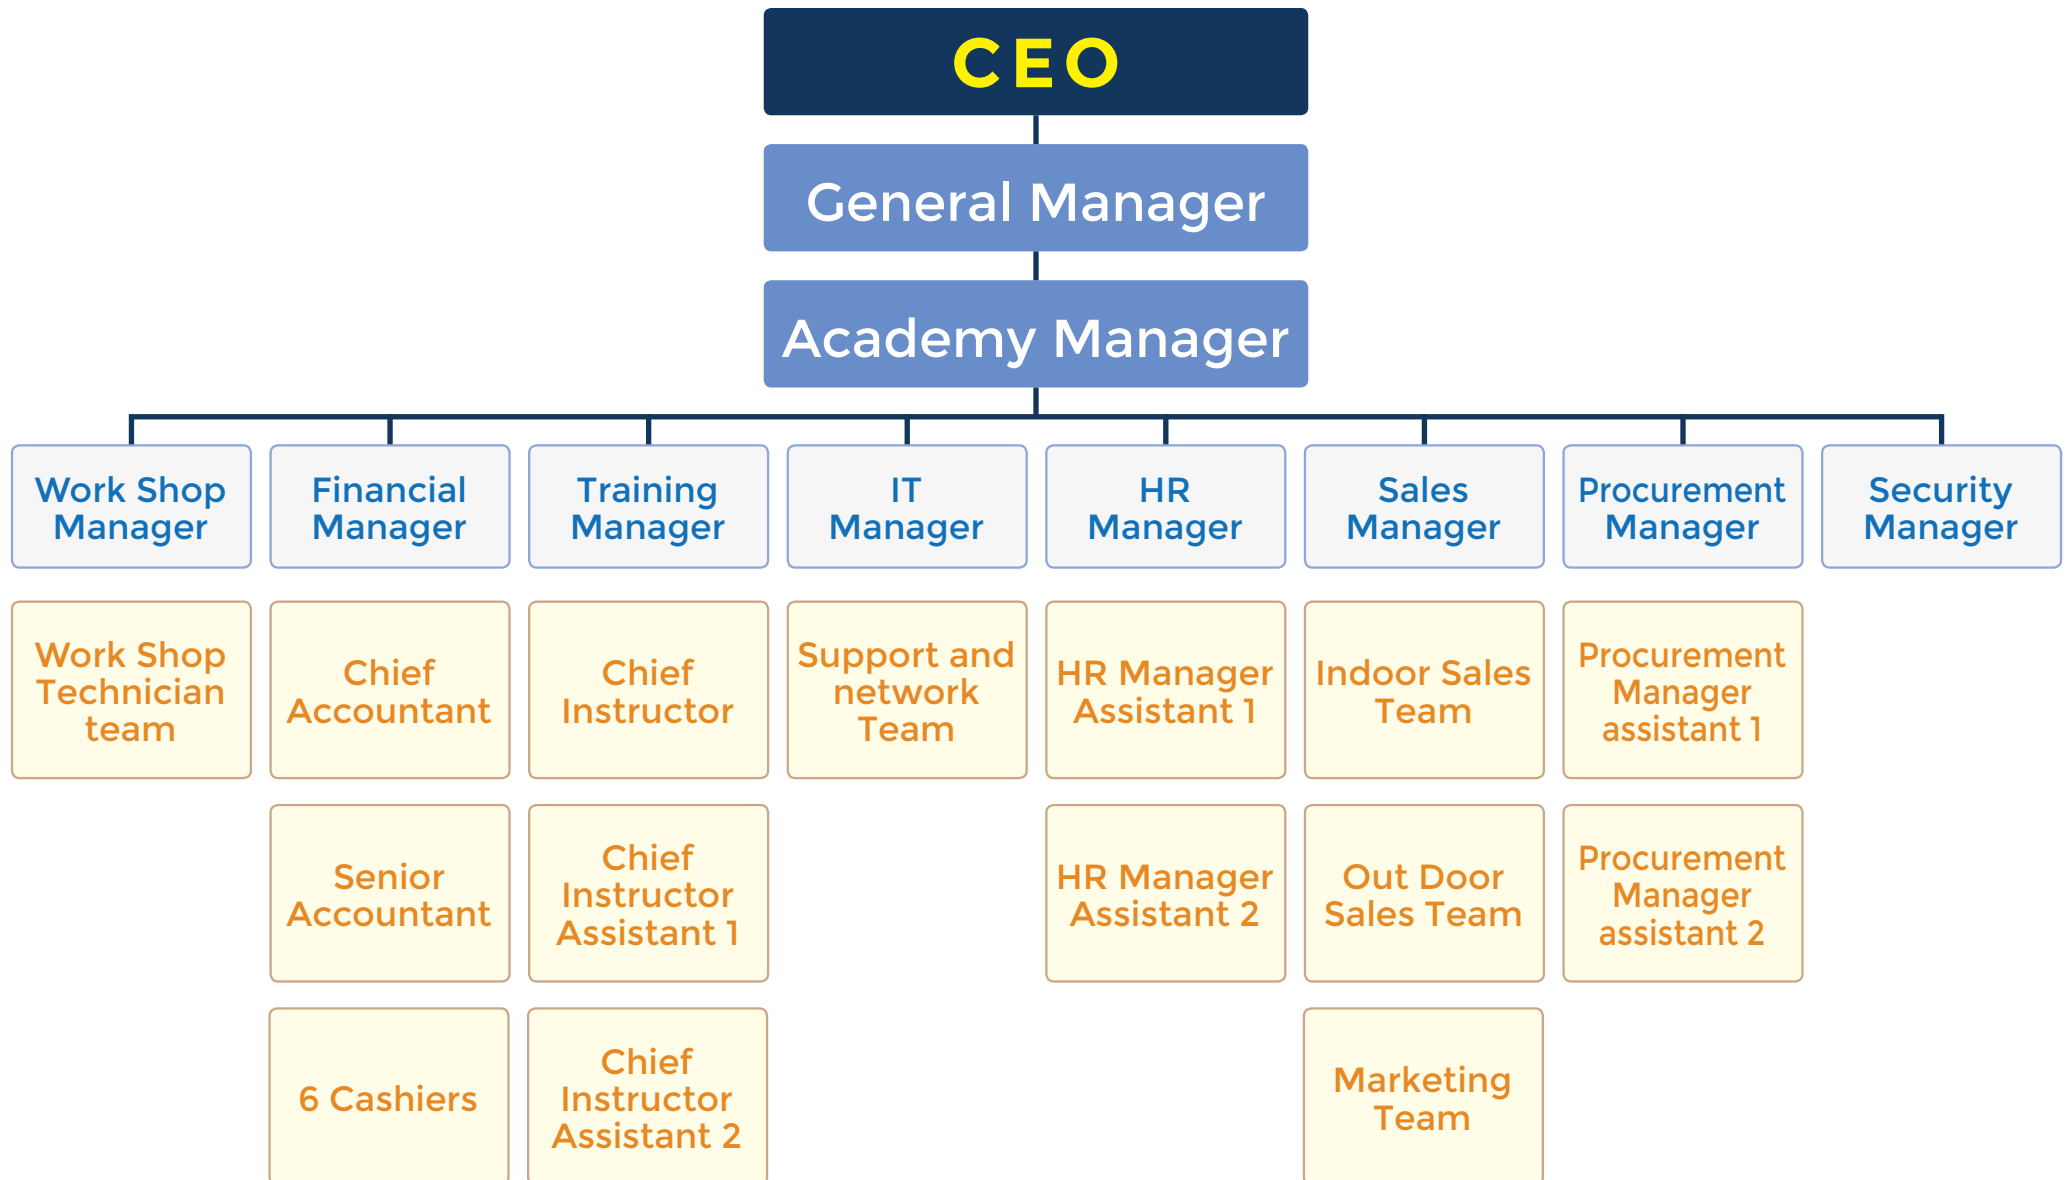 CEO
General Manager
Academy Manager
Work Shop
Manager
Financial
Manager
Training
Manager
IT
Manager
HR
Manager
Sales
Manager
Procurement
Manager
Security
Manager
Work Shop
Technician
team
Chief
Accountant
Chief
Instructor
Support and
network
Team
HR Manager
Assistant 1
Indoor Sales
Team
Procurement
Manager
assistant 1
Senior
Accountant
Chief
Instructor
Assistant 1
HR Manager
Assistant 2
Out Door
Sales Team
Procurement
Manager
assistant 2
6 Cashiers
Chief
Instructor
Assistant 2
Marketing
Team